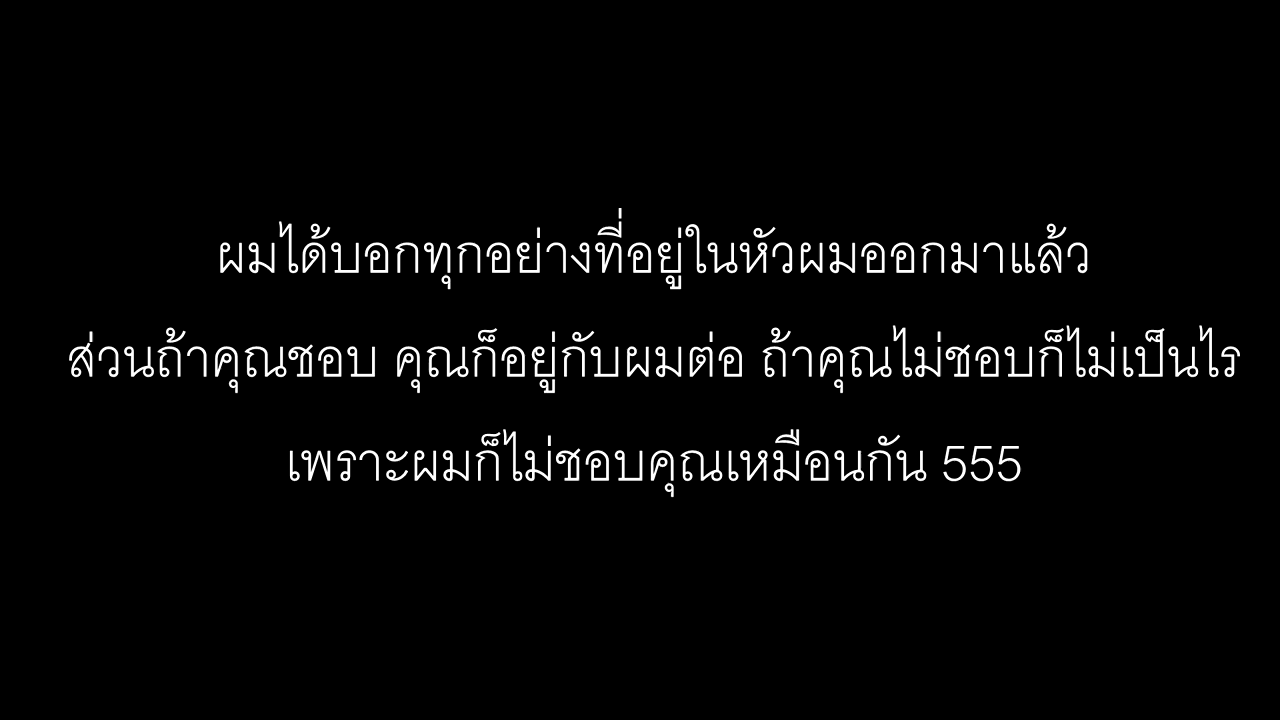 ผมได้บอกทุกอย่างที่อยู่ในหัวผมออกมาแล้ว
ส่วนถ้าคุณชอบ คุณก็อยู่กับผมต่อ ถ้าคุณไม่ชอบก็ไม่เป็นไร
เพราะผมก็ไม่ชอบคุณเหมือนกัน 555